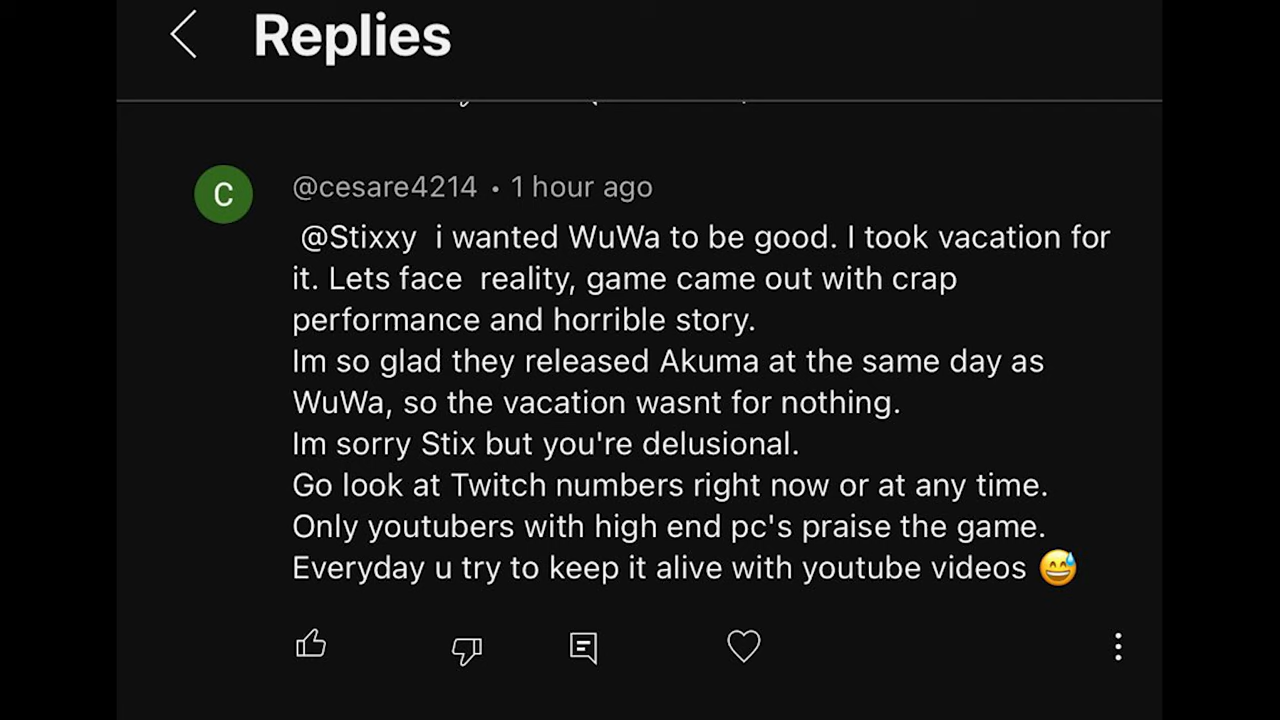 Replies
C
@cesare4214 • 1 hour ago
@Stixxy i wanted WuWa to be good. I took vacation for
it. Lets face reality, game came out with crap
performance and horrible story.
Im so glad they released Akuma at the same day as
WuWa, so the vacation wasnt for nothing.
Im sorry Stix but you're delusional.
Go look at Twitch numbers right now or at any time.
Only youtubers with high end pc's praise the game.
Everyday u try to keep it alive with youtube videos 😅